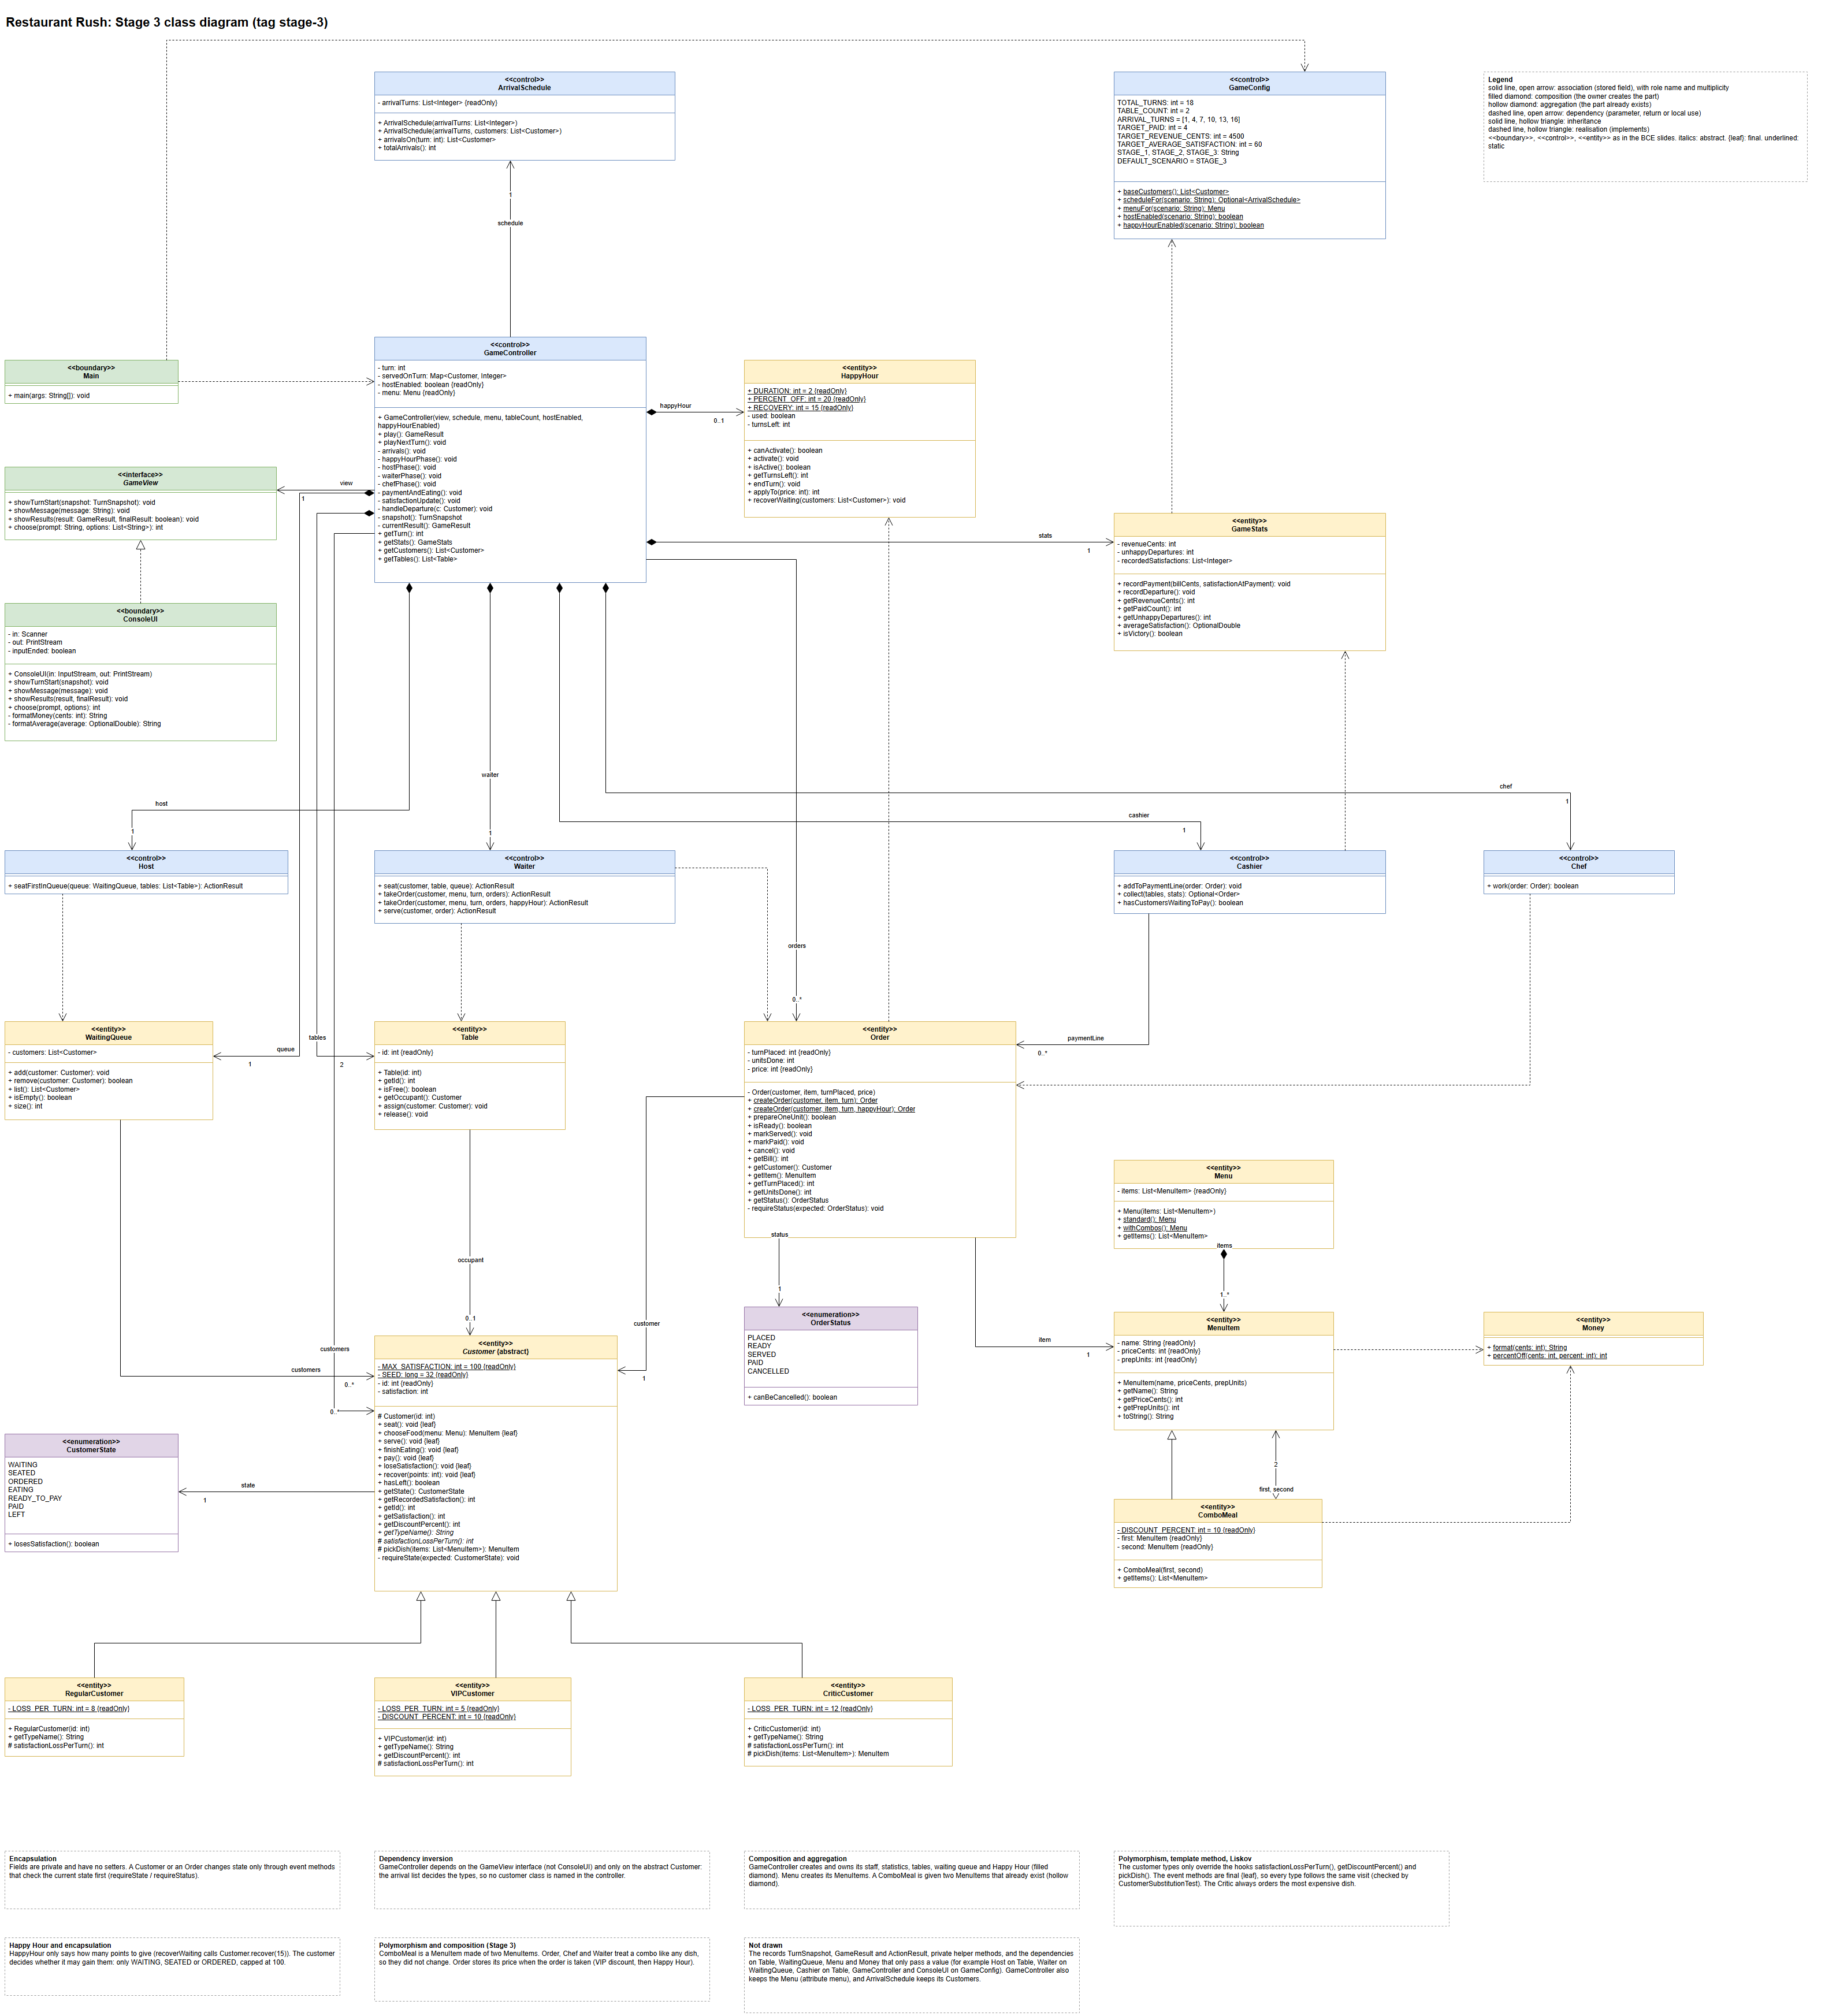 Restaurant Rush: Stage 3 class diagram (tag stage-3)
<<control>>
ArrivalSchedule
- arrivalTurns: List<Integer> {readOnly}
+ ArrivalSchedule(arrivalTurns: List<Integer>)
+ ArrivalSchedule(arrivalTurns, customers: List<Customer>)
+ arrivalsOn(turn: int): List<Customer>
+ totalArrivals(): int
<<control>>
GameConfig
TOTAL_TURNS: int = 18
TABLE_COUNT: int = 2
ARRIVAL_TURNS = [1, 4, 7, 10, 13, 16]
TARGET_PAID: int = 4
TARGET_REVENUE_CENTS: int = 4500
TARGET_AVERAGE_SATISFACTION: int = 60
STAGE_1, STAGE_2, STAGE_3: String
DEFAULT_SCENARIO = STAGE_3
+ baseCustomers(): List<Customer>
+ scheduleFor(scenario: String): Optional<ArrivalSchedule>
+ menuFor(scenario: String): Menu
+ hostEnabled(scenario: String): boolean
+ happyHourEnabled(scenario: String): boolean
Legend
solid line, open arrow: association (stored field), with role name and multiplicity
filled diamond: composition (the owner creates the part)
hollow diamond: aggregation (the part already exists)
dashed line, open arrow: dependency (parameter, return or local use)
solid line, hollow triangle: inheritance
dashed line, hollow triangle: realisation (implements)
<<boundary>>, <<control>>, <<entity>> as in the BCE slides. italics: abstract. {leaf}: final. underlined:
static
1
schedule
<<boundary>>
Main
+ main(args: String[]): void
<<control>>
GameController
- turn: int
- servedOnTurn: Map<Customer, Integer>
- hostEnabled: boolean {readOnly}
- menu: Menu {readOnly}
+ GameController(view, schedule, menu, tableCount, hostEnabled,
happyHourEnabled)
+ play(): GameResult
+ playNextTurn(): void
- arrivals(): void
- happyHourPhase(): void
- hostPhase(): void
- waiterPhase(): void
- chefPhase(): void
- paymentAndEating(): void
- satisfactionUpdate(): void
- handleDeparture(c: Customer): void
- snapshot(): TurnSnapshot
- currentResult(): GameResult
+ getTurn(): int
+ getStats(): GameStats
+ getCustomers(): List<Customer>
+ getTables(): List<Table>
happyHour
0..1
<<entity>>
HappyHour
+ DURATION: int = 2 {readOnly}
+ PERCENT_OFF: int = 20 {readOnly}
+ RECOVERY: int = 15 {readOnly}
- used: boolean
- turnsLeft: int
+ canActivate(): boolean
+ activate(): void
+ isActive(): boolean
+ getTurnsLeft(): int
+ endTurn(): void
+ applyTo(price: int): int
+ recoverWaiting(customers: List<Customer>): void
<<interface>>
GameView
+ showTurnStart(snapshot: TurnSnapshot): void
+ showMessage(message: String): void
+ showResults(result: GameResult, finalResult: boolean): void
+ choose(prompt: String, options: List<String>): int
view
1
stats
1
<<entity>>
GameStats
- revenueCents: int
- unhappyDepartures: int
- recordedSatisfactions: List<Integer>
+ recordPayment(billCents, satisfactionAtPayment): void
+ recordDeparture(): void
+ getRevenueCents(): int
+ getPaidCount(): int
+ getUnhappyDepartures(): int
+ averageSatisfaction(): OptionalDouble
+ isVictory(): boolean
<<boundary>>
ConsoleUI
- in: Scanner
- out: PrintStream
- inputEnded: boolean
+ ConsoleUI(in: InputStream, out: PrintStream)
+ showTurnStart(snapshot): void
+ showMessage(message): void
+ showResults(result, finalResult): void
+ choose(prompt, options): int
- formatMoney(cents: int): String
- formatAverage(average: OptionalDouble): String
host
1
waiter
1
cashier
1
chef
1
<<control>>
Host
+ seatFirstInQueue(queue: WaitingQueue, tables: List<Table>): ActionResult
<<control>>
Waiter
+ seat(customer, table, queue): ActionResult
+ takeOrder(customer, menu, turn, orders): ActionResult
+ takeOrder(customer, menu, turn, orders, happyHour): ActionResult
+ serve(customer, order): ActionResult
<<control>>
Cashier
+ addToPaymentLine(order: Order): void
+ collect(tables, stats): Optional<Order>
+ hasCustomersWaitingToPay(): boolean
<<control>>
Chef
+ work(order: Order): boolean
orders
0..*
<<entity>>
WaitingQueue
- customers: List<Customer>
+ add(customer: Customer): void
+ remove(customer: Customer): boolean
+ list(): List<Customer>
+ isEmpty(): boolean
+ size(): int
queue
1
tables
2
<<entity>>
Table
- id: int {readOnly}
+ Table(id: int)
+ getId(): int
+ isFree(): boolean
+ getOccupant(): Customer
+ assign(customer: Customer): void
+ release(): void
<<entity>>
Order
- turnPlaced: int {readOnly}
- unitsDone: int
- price: int {readOnly}
- Order(customer, item, turnPlaced, price)
+ createOrder(customer, item, turn): Order
+ createOrder(customer, item, turn, happyHour): Order
+ prepareOneUnit(): boolean
+ isReady(): boolean
+ markServed(): void
+ markPaid(): void
+ cancel(): void
+ getBill(): int
+ getCustomer(): Customer
+ getItem(): MenuItem
+ getTurnPlaced(): int
+ getUnitsDone(): int
+ getStatus(): OrderStatus
- requireStatus(expected: OrderStatus): void
paymentLine
0..*
<<entity>>
Menu
- items: List<MenuItem> {readOnly}
+ Menu(items: List<MenuItem>)
+ standard(): Menu
+ withCombos(): Menu
+ getItems(): List<MenuItem>
items
1..*
status
1
occupant
0..1
customer
1
item
1
<<enumeration>>
OrderStatus
PLACED
READY
SERVED
PAID
CANCELLED
+ canBeCancelled(): boolean
<<entity>>
MenuItem
- name: String {readOnly}
- priceCents: int {readOnly}
- prepUnits: int {readOnly}
+ MenuItem(name, priceCents, prepUnits)
+ getName(): String
+ getPriceCents(): int
+ getPrepUnits(): int
+ toString(): String
<<entity>>
Money
+ format(cents: int): String
+ percentOff(cents: int, percent: int): int
customers
customers
0..*
0..*
<<entity>>
Customer {abstract}
- MAX_SATISFACTION: int = 100 {readOnly}
- SEED: long = 32 {readOnly}
- id: int {readOnly}
- satisfaction: int
# Customer(id: int)
+ seat(): void {leaf}
+ chooseFood(menu: Menu): MenuItem {leaf}
+ serve(): void {leaf}
+ finishEating(): void {leaf}
+ pay(): void {leaf}
+ loseSatisfaction(): void {leaf}
+ recover(points: int): void {leaf}
+ hasLeft(): boolean
+ getState(): CustomerState
+ getRecordedSatisfaction(): int
+ getId(): int
+ getSatisfaction(): int
+ getDiscountPercent(): int
+ getTypeName(): String
# satisfactionLossPerTurn(): int
# pickDish(items: List<MenuItem>): MenuItem
- requireState(expected: CustomerState): void
<<enumeration>>
CustomerState
WAITING
SEATED
ORDERED
EATING
READY_TO_PAY
PAID
LEFT
+ losesSatisfaction(): boolean
state
1
2
first, second
<<entity>>
ComboMeal
- DISCOUNT_PERCENT: int = 10 {readOnly}
- first: MenuItem {readOnly}
- second: MenuItem {readOnly}
+ ComboMeal(first, second)
+ getItems(): List<MenuItem>
<<entity>>
RegularCustomer
- LOSS_PER_TURN: int = 8 {readOnly}
+ RegularCustomer(id: int)
+ getTypeName(): String
# satisfactionLossPerTurn(): int
<<entity>>
VIPCustomer
- LOSS_PER_TURN: int = 5 {readOnly}
- DISCOUNT_PERCENT: int = 10 {readOnly}
+ VIPCustomer(id: int)
+ getTypeName(): String
+ getDiscountPercent(): int
# satisfactionLossPerTurn(): int
<<entity>>
CriticCustomer
- LOSS_PER_TURN: int = 12 {readOnly}
+ CriticCustomer(id: int)
+ getTypeName(): String
# satisfactionLossPerTurn(): int
# pickDish(items: List<MenuItem>): MenuItem
Encapsulation
Fields are private and have no setters. A Customer or an Order changes state only through event methods
that check the current state first (requireState / requireStatus).
Dependency inversion
GameController depends on the GameView interface (not ConsoleUI) and only on the abstract Customer:
the arrival list decides the types, so no customer class is named in the controller.
Composition and aggregation
GameController creates and owns its staff, statistics, tables, waiting queue and Happy Hour (filled
diamond). Menu creates its MenuItems. A ComboMeal is given two MenuItems that already exist (hollow
diamond).
Polymorphism, template method, Liskov
The customer types only override the hooks satisfactionLossPerTurn(), getDiscountPercent() and
pickDish(). The event methods are final {leaf}, so every type follows the same visit (checked by
CustomerSubstitutionTest). The Critic always orders the most expensive dish.
Happy Hour and encapsulation
HappyHour only says how many points to give (recoverWaiting calls Customer.recover(15)). The customer
decides whether it may gain them: only WAITING, SEATED or ORDERED, capped at 100.
Polymorphism and composition (Stage 3)
ComboMeal is a MenuItem made of two MenuItems. Order, Chef and Waiter treat a combo like any dish,
so they did not change. Order stores its price when the order is taken (VIP discount, then Happy Hour).
Not drawn
The records TurnSnapshot, GameResult and ActionResult, private helper methods, and the dependencies
on Table, WaitingQueue, Menu and Money that only pass a value (for example Host on Table, Waiter on
WaitingQueue, Cashier on Table, GameController and ConsoleUI on GameConfig). GameController also
keeps the Menu (attribute menu), and ArrivalSchedule keeps its Customers.